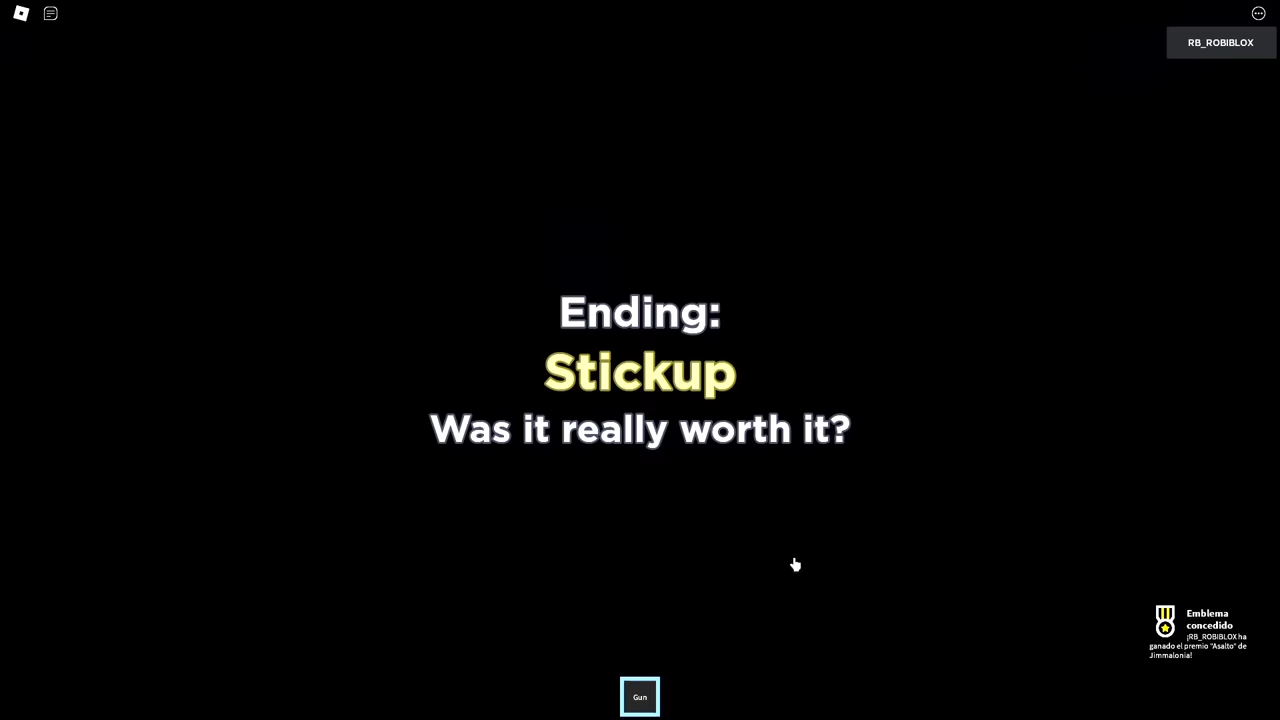 RB_ROBIBLOX
Ending:
Stickup
Was it really worth it?
Emblema
concedido
¡RB_ROBIBLOX ha
ganado el premio "Asalto" de
Jimmalonia!
Gun